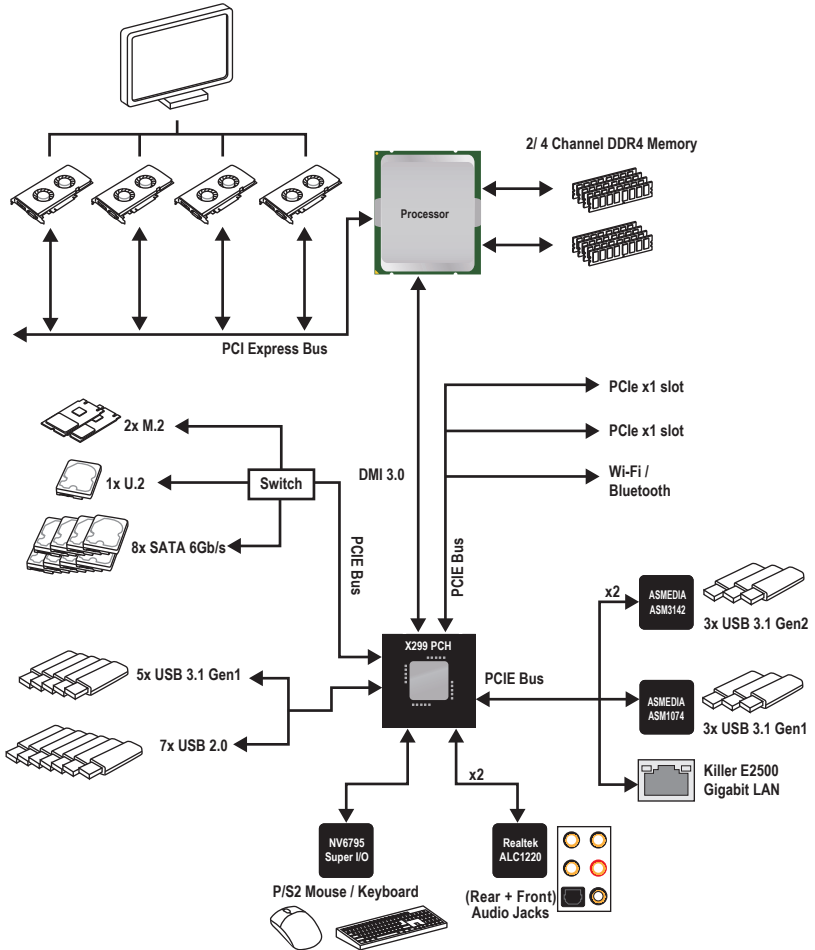 2/ 4 Channel DDR4 Memory
Processor
PCI Express Bus
PCIe x1 slot
2x M.2
PCIe x1 slot
DMI 3.0
Wi-Fi /
Bluetooth
1x U.2
Switch
8x SATA 6Gb/s
PCIE Bus
PCIE Bus
x2
ASMEDIA
ASM3142
3x USB 3.1 Gen2
X299 PCH
5x USB 3.1 Gen1
PCIE Bus
ASMEDIA
ASM1074
3x USB 3.1 Gen1
7x USB 2.0
Killer E2500
Gigabit LAN
x2
NV6795
Super I/O
Realtek
ALC1220
P/S2 Mouse / Keyboard
(Rear + Front)
Audio Jacks